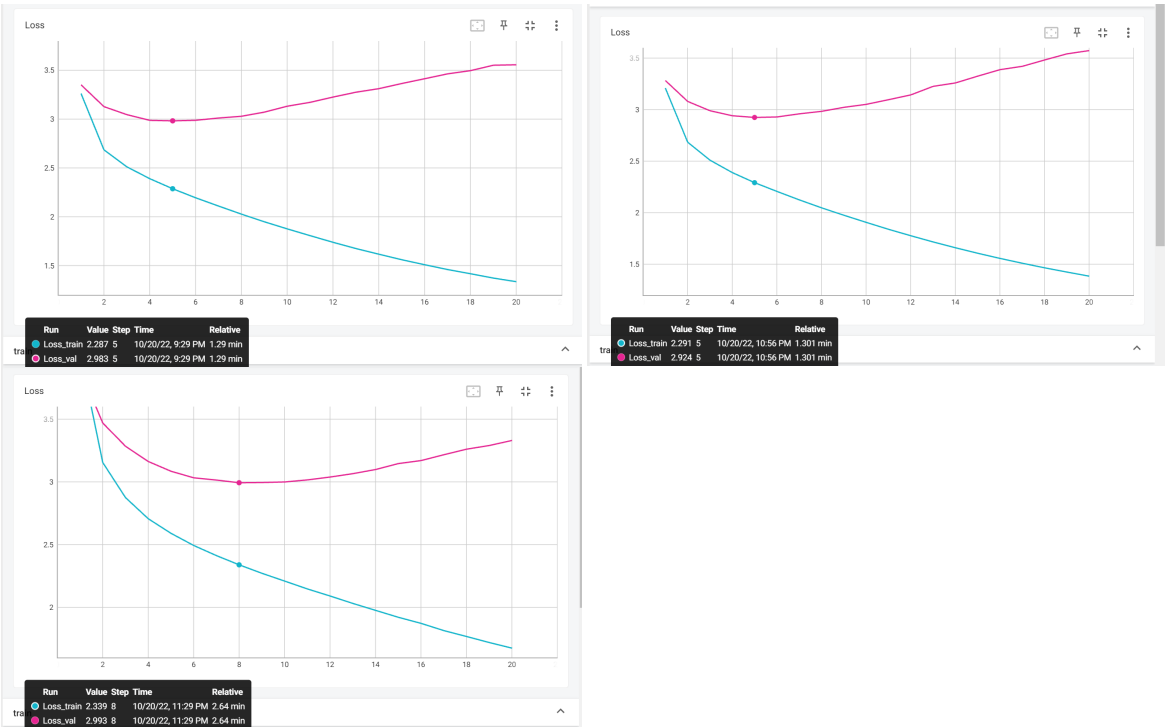 Loss
3.5
3
2.5
2
1.5
2 4 6 8 10 12 14 16 18 20
Run Value Step Time Relative
Loss_train 2.287 5 10/20/22, 9:29 PM 1.29 min
Loss_val 2.983 5 10/20/22, 9:29 PM 1.29 min
tra
Loss
3.5
3
2.5
2
1.5
2 4 6 8 10 12 14 16 18 20
Run Value Step Time Relative
Loss_train 2.291 5 10/20/22, 10:56 PM 1.301 min
Loss_val 2.924 5 10/20/22, 10:56 PM 1.301 min
tra
Loss
3.5
3
2.5
2
2 4 6 8 10 12 14 16 18 20
Run Value Step Time Relative
Loss_train 2.339 8 10/20/22, 11:29 PM 2.64 min
Loss_val 2.993 8 10/20/22, 11:29 PM 2.64 min
tra